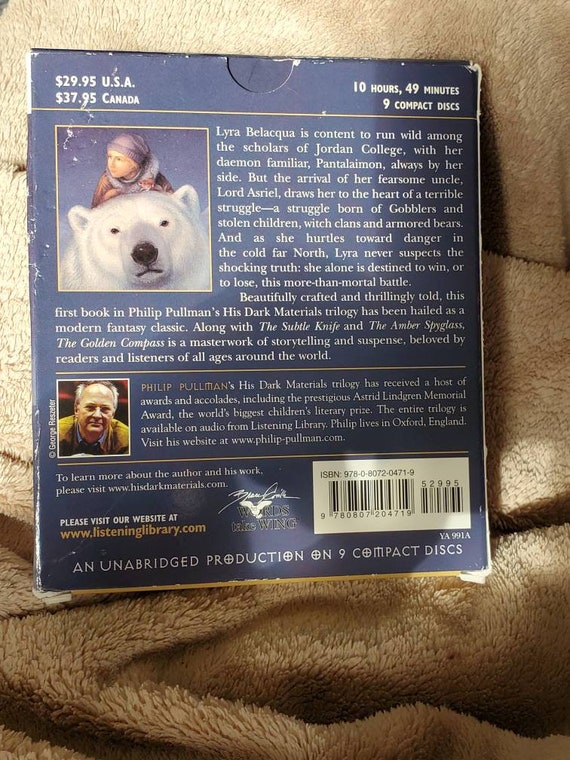 $29.95 U.S.A.
$37.95 CANADA
10 HOURS, 49 MINUTES
9 COMPACT DISCS
Lyra Belacqua is content to run wild among
the scholars of Jordan College, with her
daemon familiar, Pantalaimon, always by her
side. But the arrival of her fearsome uncle,
Lord Asriel, draws her to the heart of a terrible
struggle—a struggle born of Gobblers and
stolen children, witch clans and armored bears.
And as she hurtles toward danger in
the cold far North, Lyra never suspects the
shocking truth: she alone is destined to win, or
to lose, this more-than-mortal battle.
Beautifully crafted and thrillingly told, this
first book in Philip Pullman's His Dark Materials trilogy has been hailed as a
modern fantasy classic. Along with The Subtle Knife and The Amber Spyglass,
The Golden Compass is a masterwork of storytelling and suspense, beloved by
readers and listeners of all ages around the world.
© George Reszeter
PHILIP PULLMAN'S His Dark Materials trilogy has received a host of
awards and accolades, including the prestigious Astrid Lindgren Memorial
Award, the world's biggest children's literary prize. The entire trilogy is
available on audio from Listening Library. Philip lives in Oxford, England.
Visit his website at www.philip-pullman.com.
To learn more about the author and his work,
please visit www.hisdarkmaterials.com.
PLEASE VISIT OUR WEBSITE AT
www.listeninglibrary.com
WORDS
take WING
ISBN: 978-0-8072-0471-9
52995
9 780807 204719
YA 991A
AN UNABRIDGED PRODUCTION ON 9 COMPACT DISCS